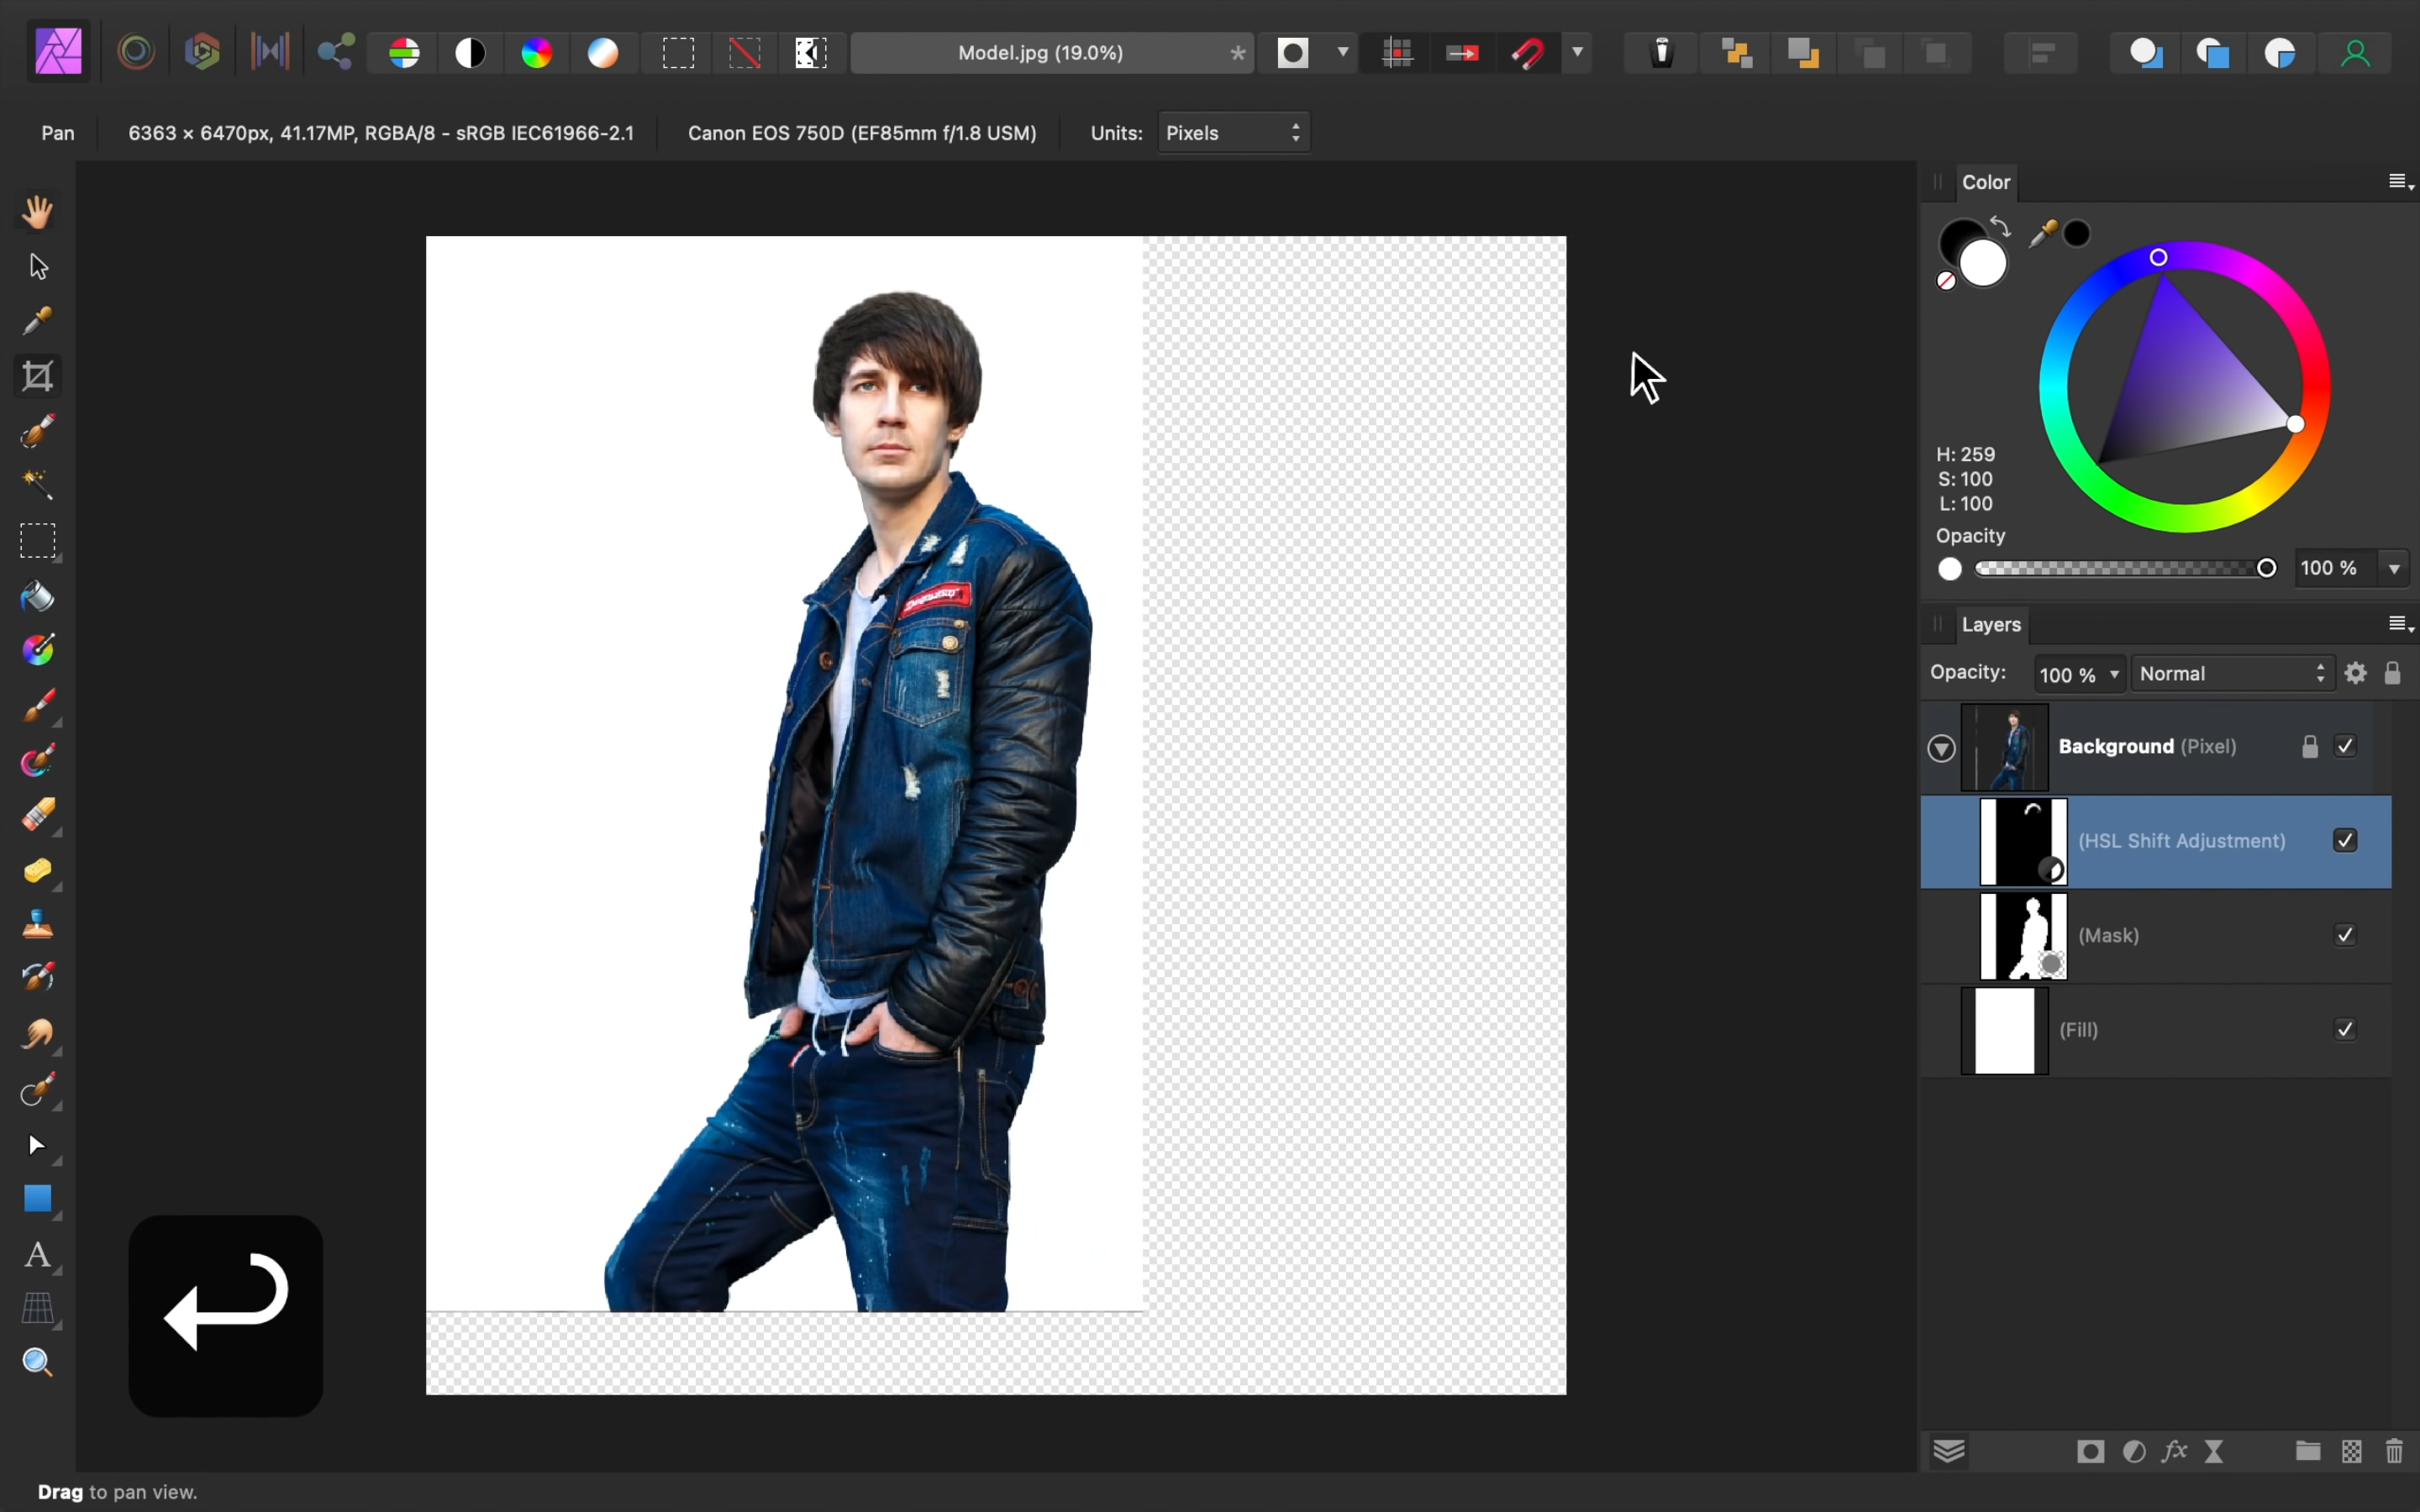 Model.jpg (19.0%)
*
Pan
6363 × 6470px, 41.17MP, RGBA/8 - sRGB IEC61966-2.1
Canon EOS 750D (EF85mm f/1.8 USM)
Units:
Pixels
Color
H: 259
S: 100
L: 100
Opacity
100 %
Layers
Opacity:
100 %
Normal
Background (Pixel)
(HSL Shift Adjustment)
(Mask)
(Fill)
A
fx
Drag to pan view.